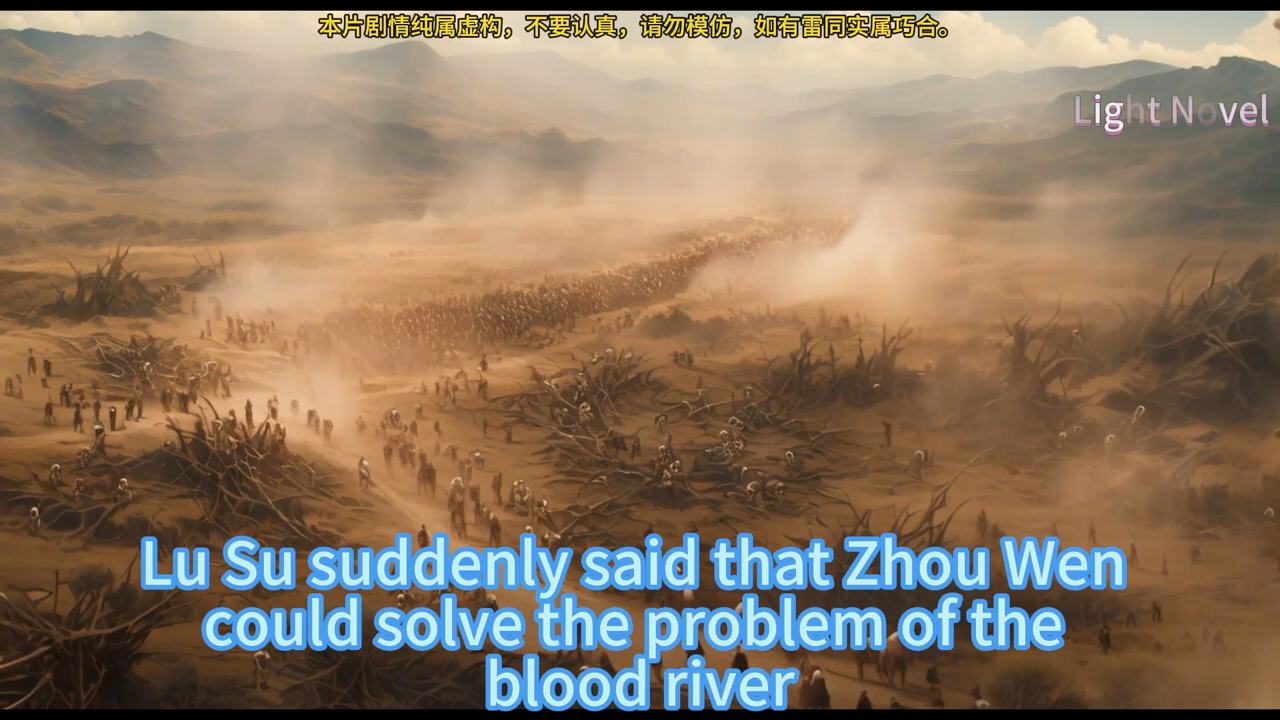 本片剧情纯属虚构，不要认真，请勿模仿，如有雷同实属巧合。
Light Novel
Lu Su suddenly said that Zhou Wen
could solve the problem of the
blood river